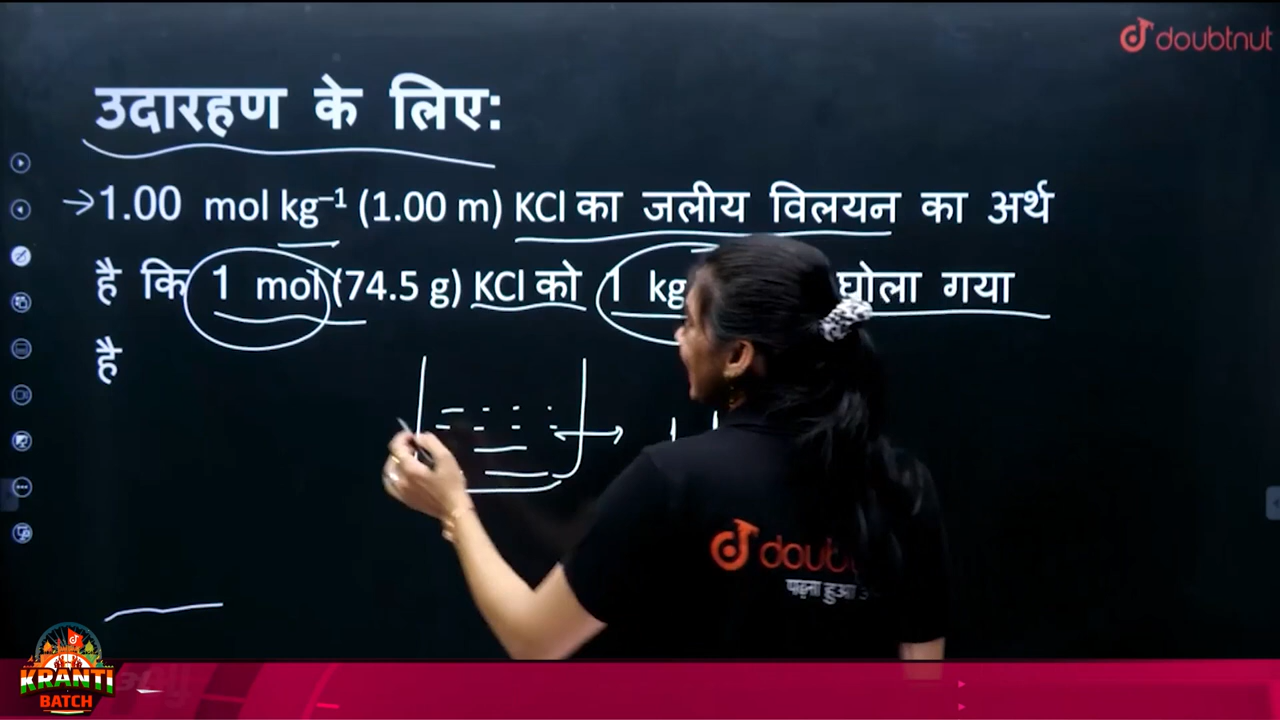 doubtnut
उदारहण के लिए:
→1.00 mol kg⁻¹ (1.00 m) KCl का जलीय विलयन का अर्थ
है कि 1 mol (74.5 g) KCl को 1 kg घोला गया
है
पढ़ना हुआ
KRANTI
BATCH